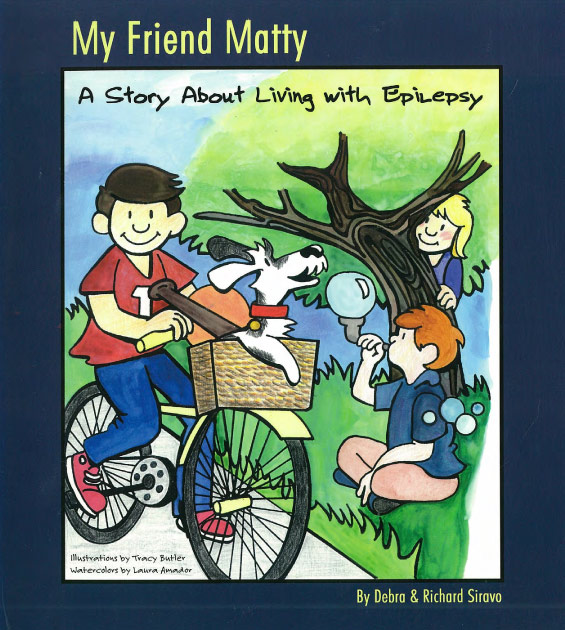 My Friend Matty
A Story About Living with Epilepsy
1
Illustrations by Tracy Butler
Watercolors by Laura Amador
By Debra & Richard Siravo